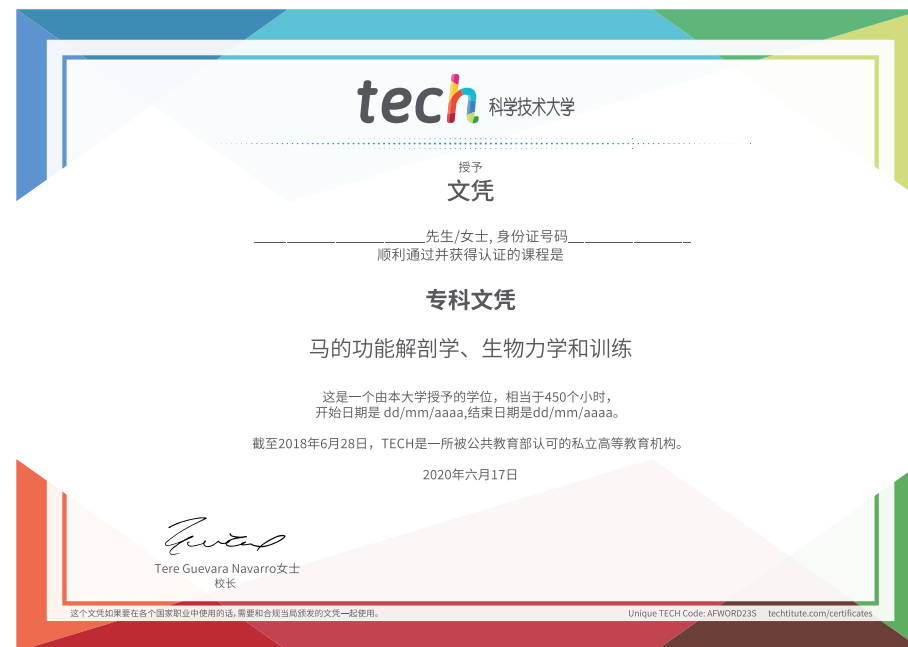 tech 科学技术大学
授予
文凭
______________________先生/女士, 身份证号码________________
顺利通过并获得认证的课程是
专科文凭
马的功能解剖学、生物力学和训练
这是一个由本大学授予的学位，相当于450个小时，
开始日期是 dd/mm/aaaa,结束日期是dd/mm/aaaa。
截至2018年6月28日，TECH是一所被公共教育部认可的私立高等教育机构。
2020年六月17日
Tere Guevara Navarro女士
校长
这个文凭如果要在各个国家职业中使用的话,需要和合规当局颁发的文凭一起使用。
Unique TECH Code: AFWORD23S techtitute.com/certificates